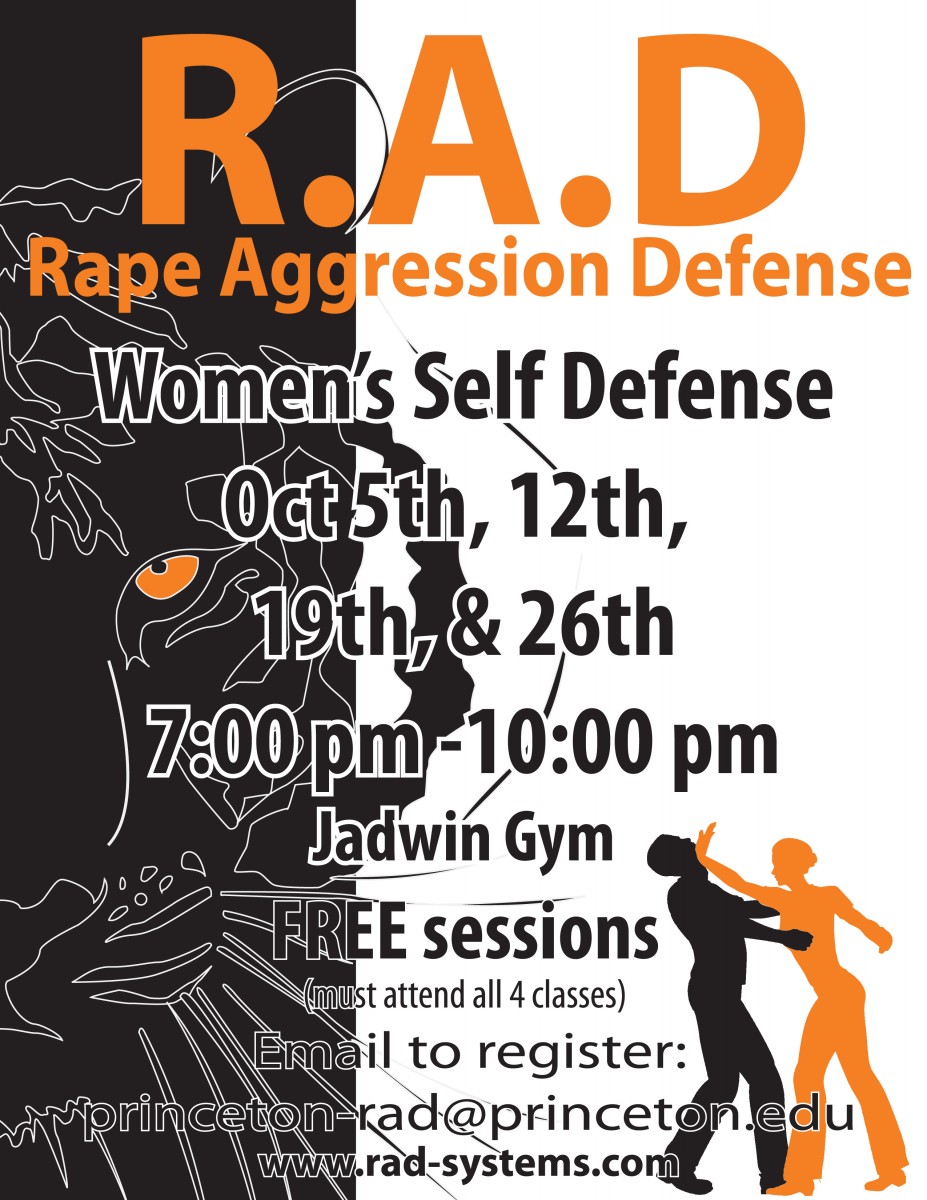 R.A.D
Rape Aggression Defense
Women's Self Defense
Oct 5th, 12th,
19th, & 26th
7:00 pm -10:00 pm
Jadwin Gym
FREE sessions
(must attend all 4 classes)
Email to register:
princeton-rad@princeton.edu
www.rad-systems.com